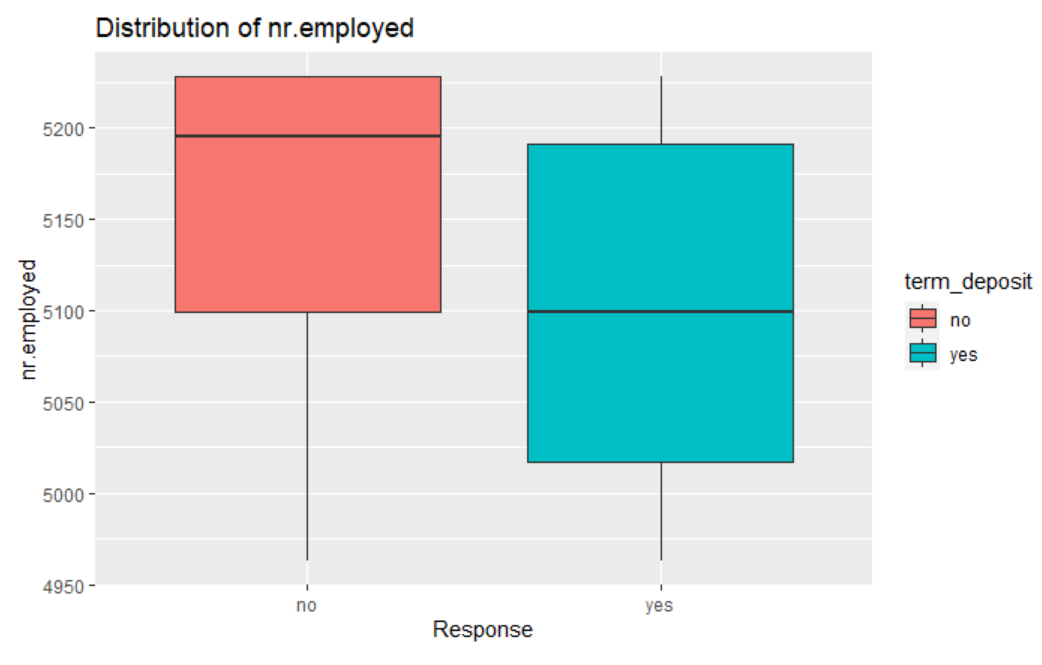 Distribution of nr.employed
nr.employed
5200
5150
5100
5050
5000
4950
no
yes
Response
term_deposit
no
yes